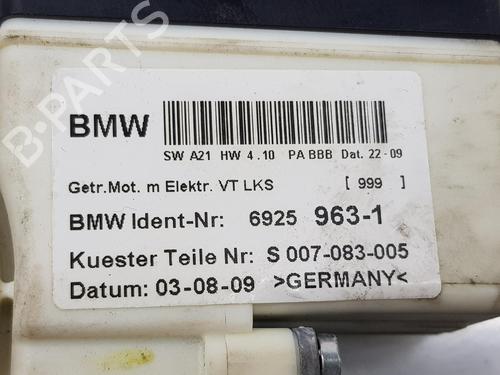 BMW
SW A21 HW 4.10 PA BBB Dat. 22-09
Getr.Mot. m Elektr. VT LKS [ 999 ]
BMW Ident-Nr: 6925 963-1
Kuester Teile Nr: S 007-083-005
Datum: 03-08-09 >GERMANY<
B-PARTS